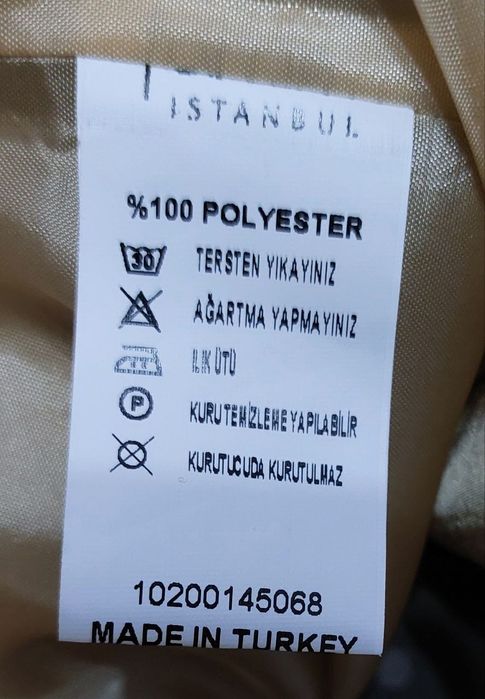 ISTANBUL
%100 POLYESTER
30 TERSTEN YIKAYINIZ
AĞARTMA YAPMAYINIZ
ILIK ÜTÜ
P KURU TEMİZLEME YAPILABİLİR
KURUTUCUDA KURUTULMAZ
10200145068
MADE IN TURKEY